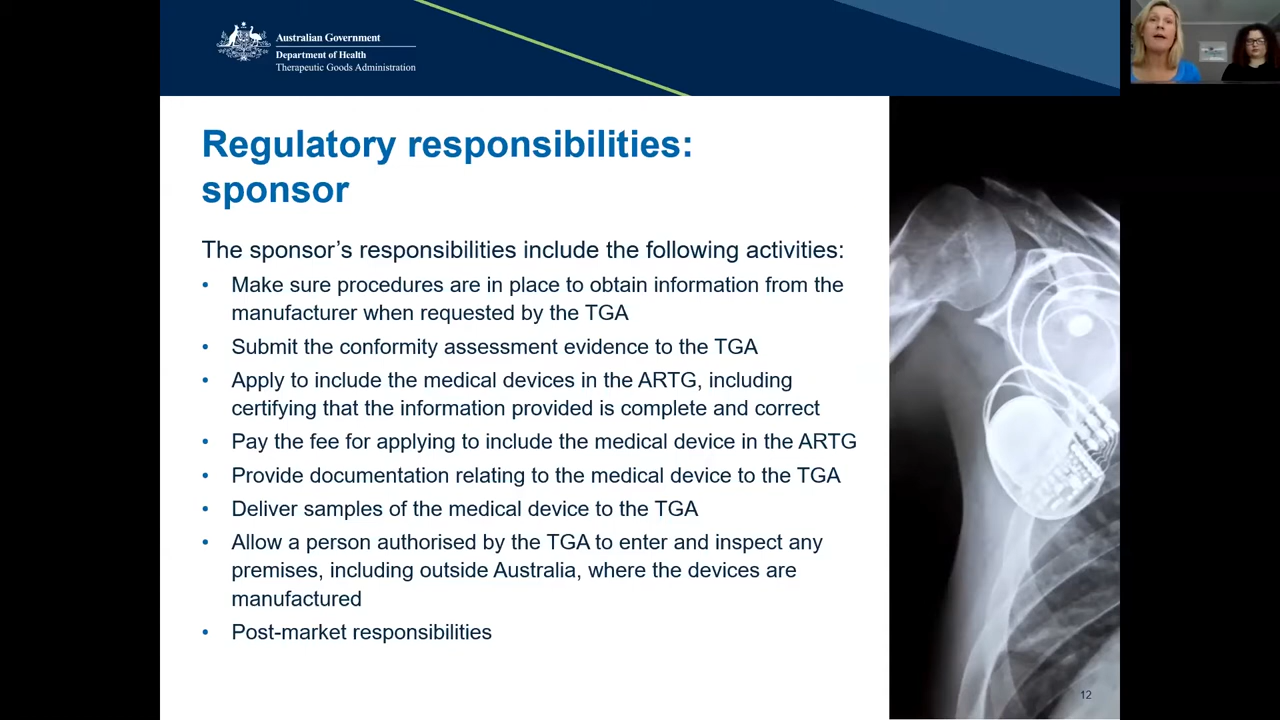 Australian Government
Department of Health
Therapeutic Goods Administration
Regulatory responsibilities:
sponsor
The sponsor’s responsibilities include the following activities:
• Make sure procedures are in place to obtain information from the
manufacturer when requested by the TGA
• Submit the conformity assessment evidence to the TGA
• Apply to include the medical devices in the ARTG, including
certifying that the information provided is complete and correct
• Pay the fee for applying to include the medical device in the ARTG
• Provide documentation relating to the medical device to the TGA
• Deliver samples of the medical device to the TGA
• Allow a person authorised by the TGA to enter and inspect any
premises, including outside Australia, where the devices are
manufactured
• Post-market responsibilities
12